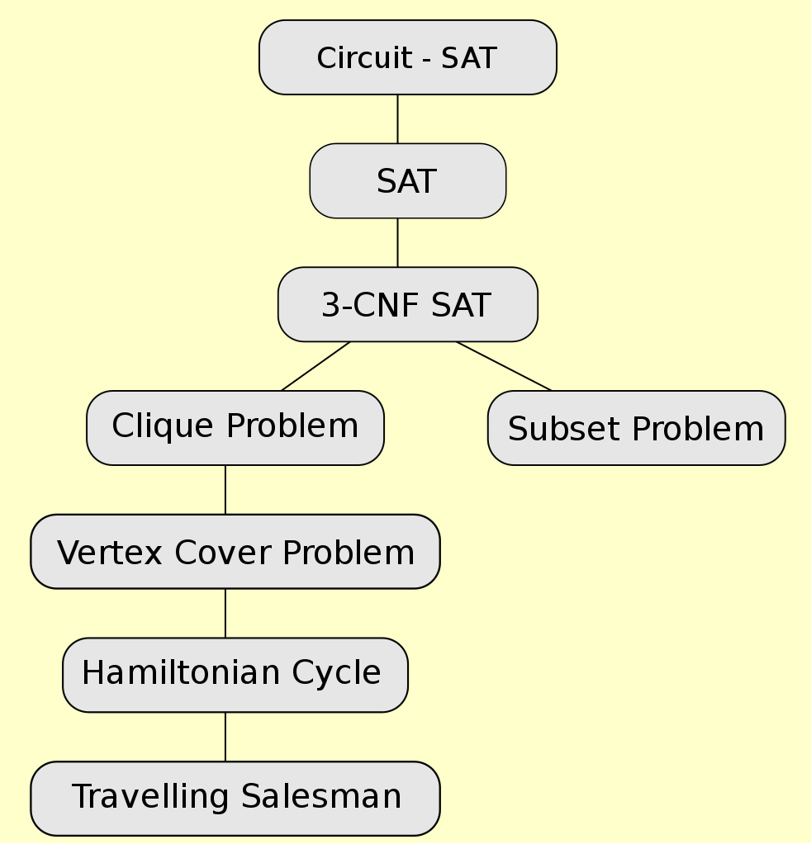 Circuit - SAT
SAT
3-CNF SAT
Clique Problem
Subset Problem
Vertex Cover Problem
Hamiltonian Cycle
Travelling Salesman